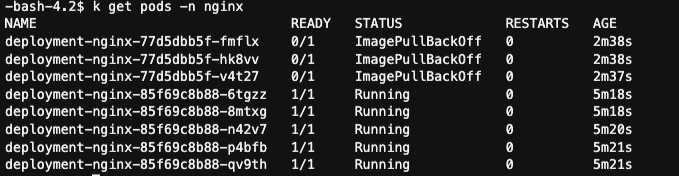 -bash-4.2$ k get pods -n nginx
NAME READY STATUS RESTARTS AGE
deployment-nginx-77d5dbb5f-fmflx 0/1 ImagePullBackOff 0 2m38s
deployment-nginx-77d5dbb5f-hk8vv 0/1 ImagePullBackOff 0 2m38s
deployment-nginx-77d5dbb5f-v4t27 0/1 ImagePullBackOff 0 2m37s
deployment-nginx-85f69c8b88-6tgzz 1/1 Running 0 5m18s
deployment-nginx-85f69c8b88-8mtxg 1/1 Running 0 5m18s
deployment-nginx-85f69c8b88-n42v7 1/1 Running 0 5m20s
deployment-nginx-85f69c8b88-p4bfb 1/1 Running 0 5m21s
deployment-nginx-85f69c8b88-qv9th 1/1 Running 0 5m21s